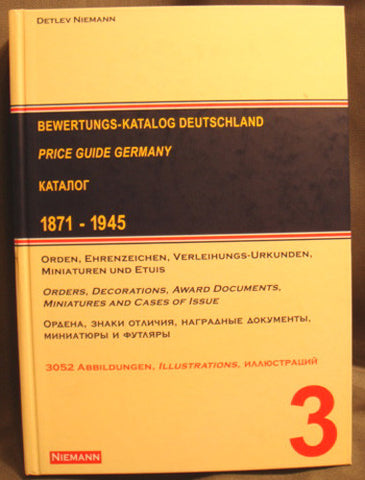 DETLEV NIEMANN
BEWERTUNGS-KATALOG DEUTSCHLAND
PRICE GUIDE GERMANY
КАТАЛОГ
1871 - 1945
ORDEN, EHRENZEICHEN, VERLEIHUNGS-URKUNDEN,
MINIATUREN UND ETUIS
ORDERS, DECORATIONS, AWARD DOCUMENTS,
MINIATURES AND CASES OF ISSUE
ОРДЕНА, ЗНАКИ ОТЛИЧИЯ, НАГРАДНЫЕ ДОКУМЕНТЫ,
МИНИАТЮРЫ И ФУТЛЯРЫ
3052 ABBILDUNGEN, ILLUSTRATIONS, ИЛЛЮСТРАЦИЙ
3
NIEMANN